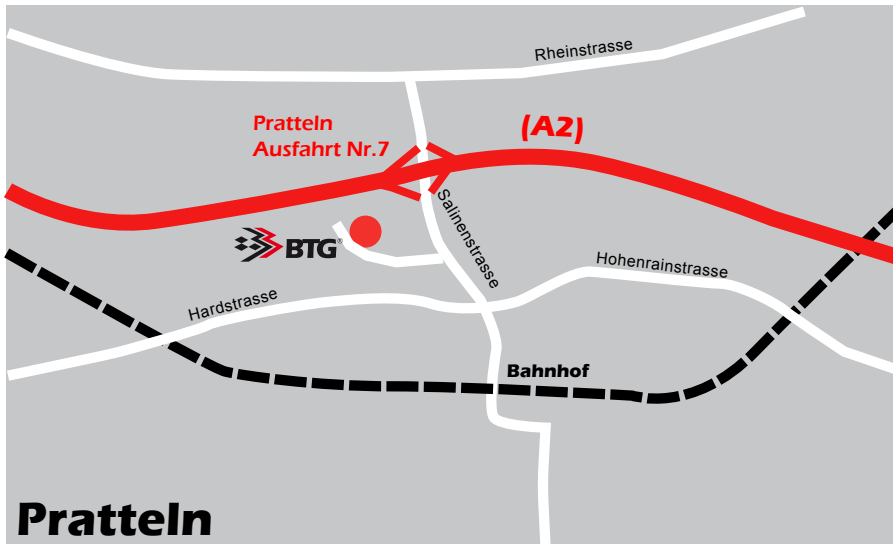 Rheinstrasse
Pratteln
Ausfahrt Nr.7
(A2)
Salinenstrasse
BTG®
Hohenrainstrasse
Hardstrasse
Bahnhof
Pratteln